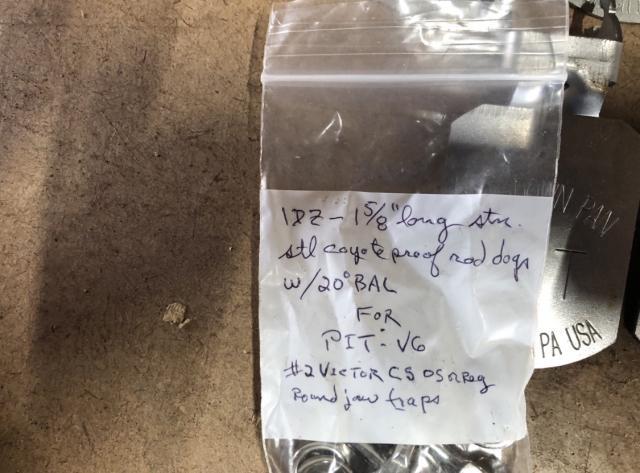 1DZ - 1 5/8" long stn.
stl coyote proof rod dogs
w/20° BAL
FOR
PIT-V6
#2 VICTOR CS OS or Reg
Round jaw traps
PAN
PA USA